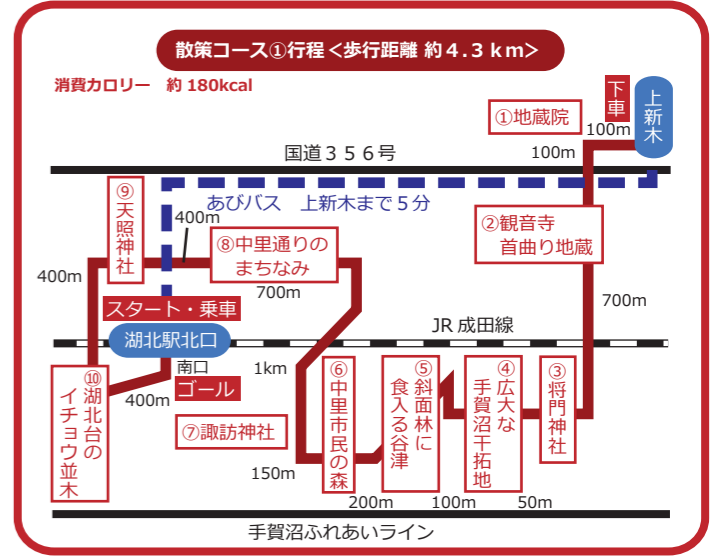 散策コース①行程＜歩行距離 約４.３ｋｍ＞
消費カロリー　約 180kcal
下車
上新木
①地蔵院
100m
100m
国道３５６号
あびバス　上新木まで５分
⑨天照神社
400m
⑧中里通りの
まちなみ
②観音寺
首曲り地蔵
400m
700m
700m
スタート・乗車
JR 成田線
湖北駅北口
南口
ゴール
1km
400m
⑩湖北台の
イチョウ並木
⑦諏訪神社
⑥中里市民の森
⑤斜面林に
食入る谷津
④広大な
手賀沼干拓地
③将門神社
150m
200m
100m
50m
手賀沼ふれあいライン